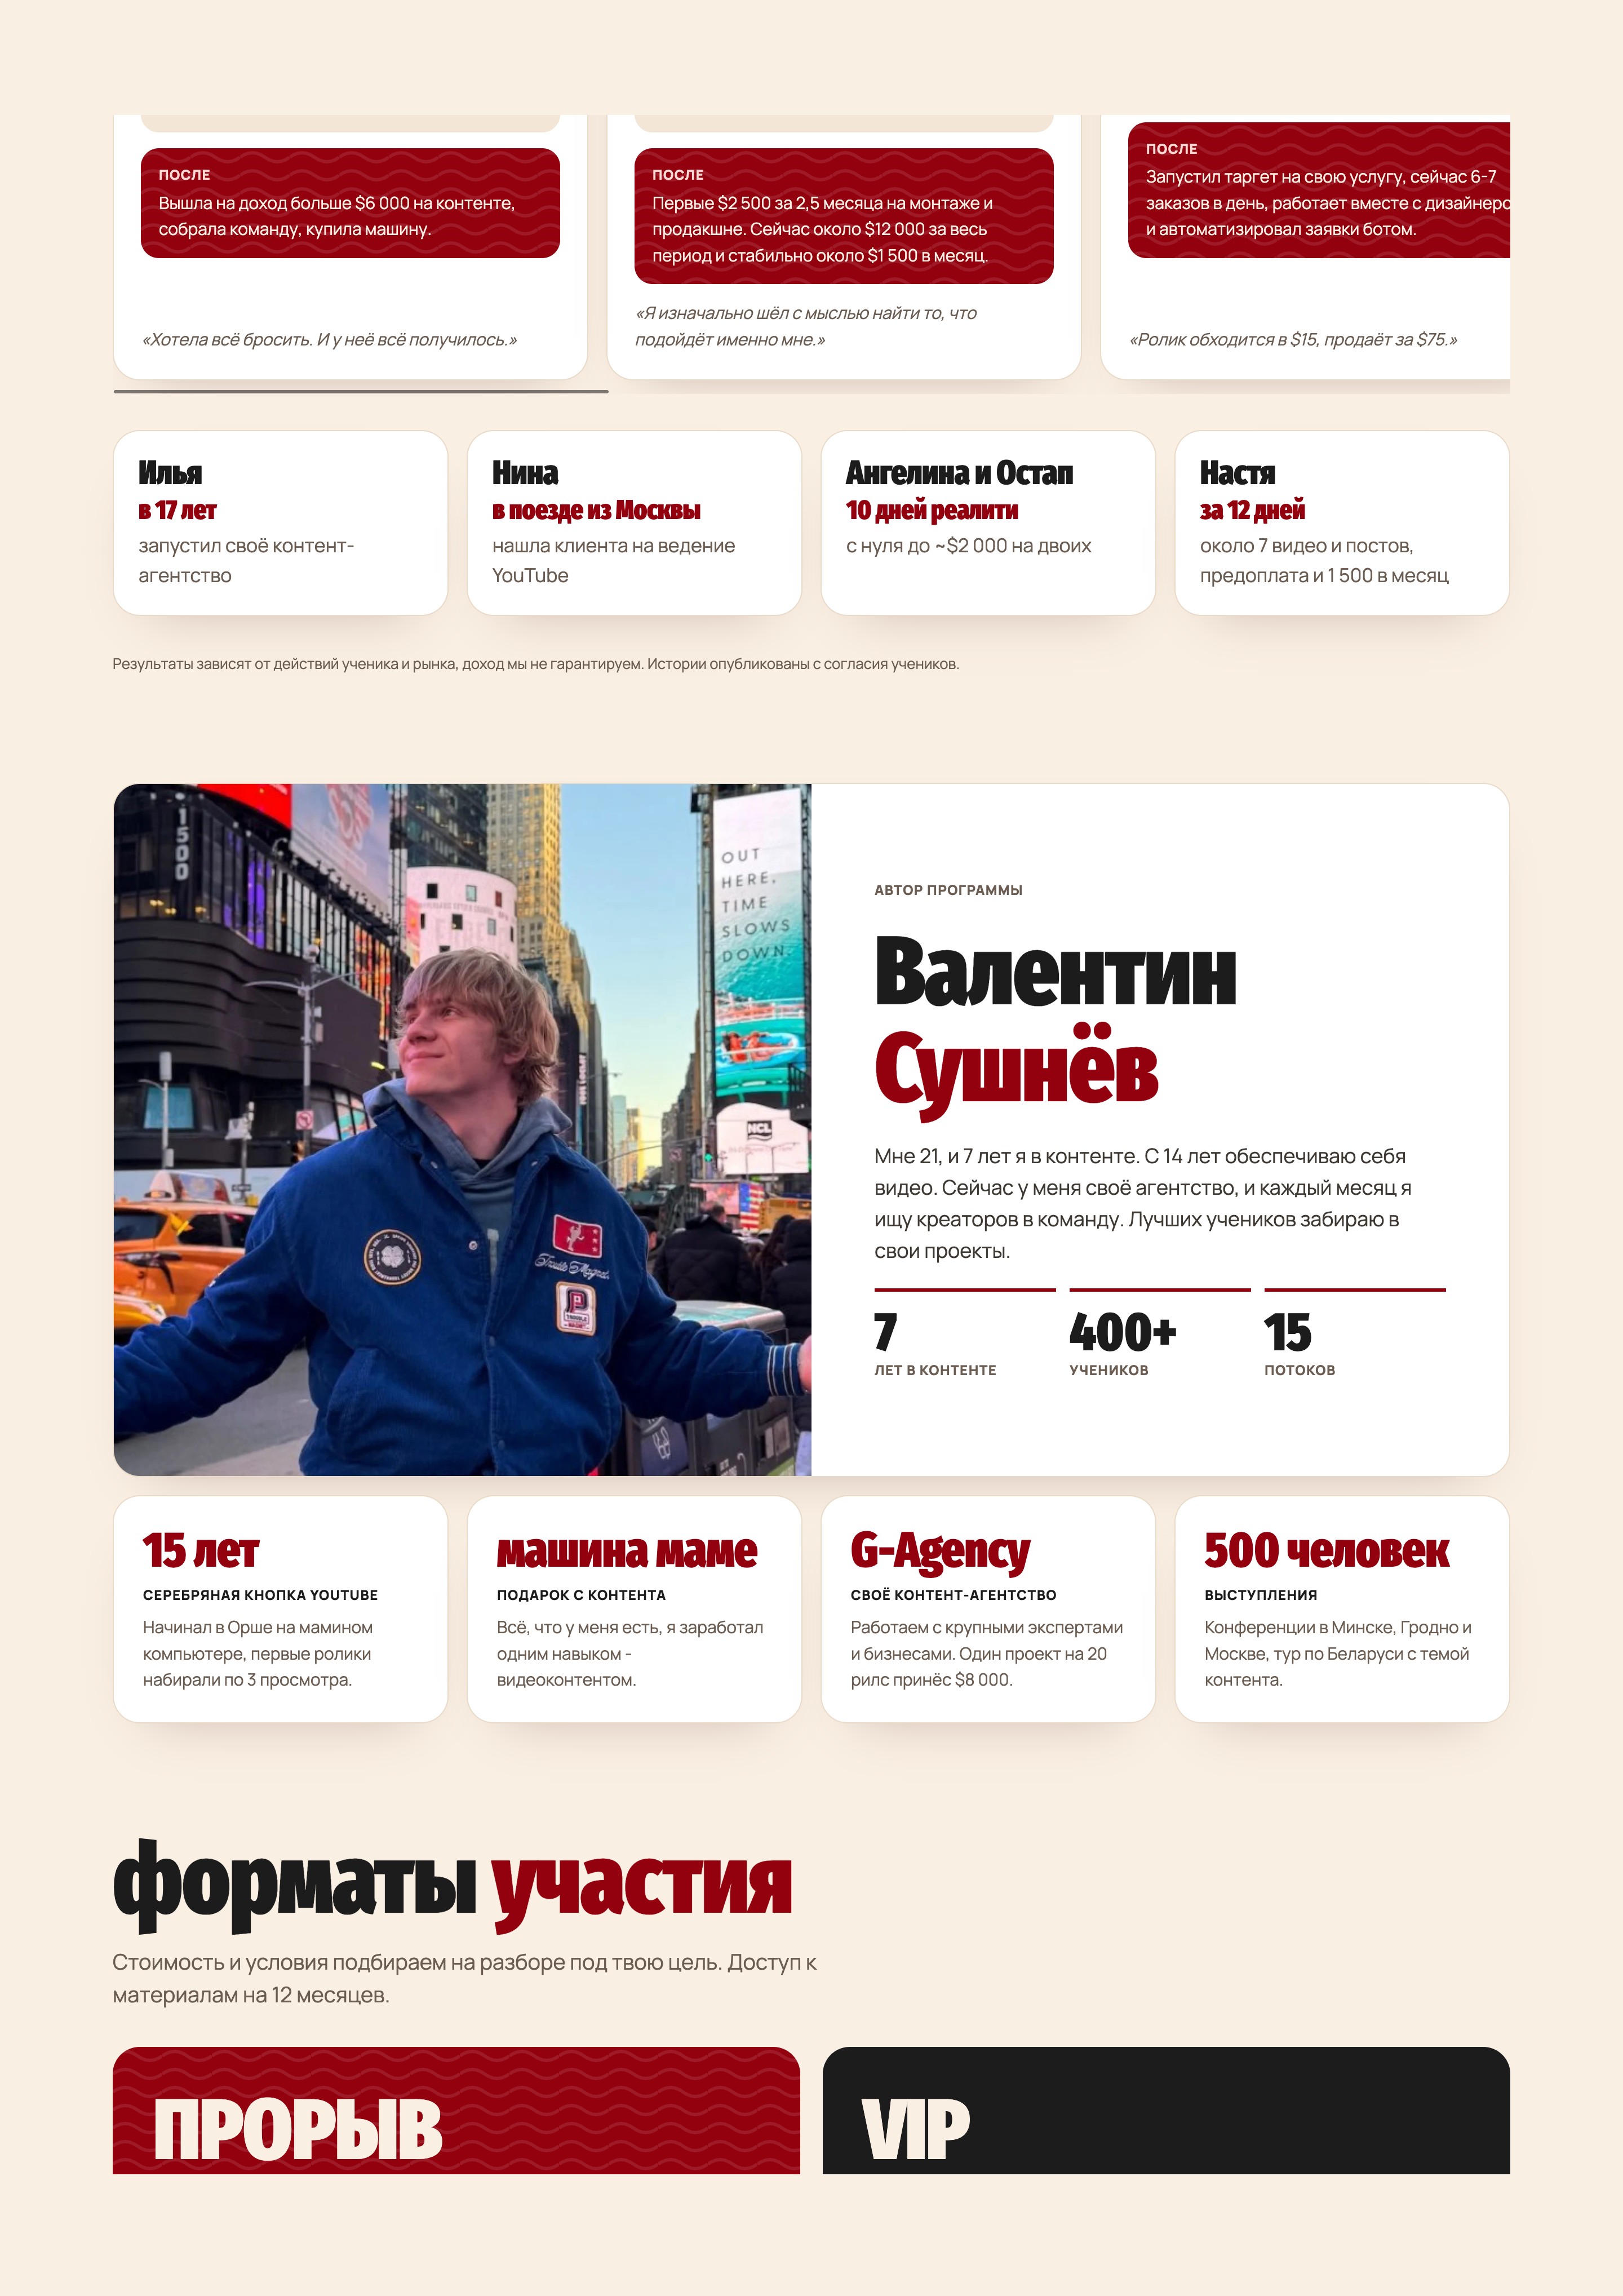 ПОСЛЕ
Вышла на доход больше $6 000 на контенте,
собрала команду, купила машину.
«Хотела всё бросить. И у неё всё получилось.»
ПОСЛЕ
Первые $2 500 за 2,5 месяца на монтаже и
продакшне. Сейчас около $12 000 за весь
период и стабильно около $1 500 в месяц.
«Я изначально шёл с мыслью найти то, что
подойдёт именно мне.»
ПОСЛЕ
Запустил таргет на свою услугу, сейчас 6-7
заказов в день, работает вместе с дизайнеро
и автоматизировал заявки ботом.
«Ролик обходится в $15, продаёт за $75.»
Илья
в 17 лет
запустил своё контент-
агентство
Нина
в поезде из Москвы
нашла клиента на ведение
YouTube
Ангелина и Остап
10 дней реалити
с нуля до ~$2 000 на двоих
Настя
за 12 дней
около 7 видео и постов,
предоплата и 1 500 в месяц
Результаты зависят от действий ученика и рынка, доход мы не гарантируем. Истории опубликованы с согласия учеников.
1500
OUT
HERE,
TIME
SLOWS
DOWN.
NCL
АВТОР ПРОГРАММЫ
Валентин
Сушнёв
Мне 21, и 7 лет я в контенте. С 14 лет обеспечиваю себя
видео. Сейчас у меня своё агентство, и каждый месяц я
ищу креаторов в команду. Лучших учеников забираю в
свои проекты.
7
ЛЕТ В КОНТЕНТЕ
400+
УЧЕНИКОВ
15
ПОТОКОВ
15 лет
СЕРЕБРЯНАЯ КНОПКА YOUTUBE
Начинал в Орше на мамином
компьютере, первые ролики
набирали по 3 просмотра.
машина маме
ПОДАРОК С КОНТЕНТА
Всё, что у меня есть, я заработал
одним навыком -
видеоконтентом.
G-Agency
СВОЁ КОНТЕНТ-АГЕНТСТВО
Работаем с крупными экспертами
и бизнесами. Один проект на 20
рилс принёс $8 000.
500 человек
ВЫСТУПЛЕНИЯ
Конференции в Минске, Гродно и
Москве, тур по Беларуси с темой
контента.
форматы участия
Стоимость и условия подбираем на разборе под твою цель. Доступ к
материалам на 12 месяцев.
ПРОРЫВ
VIP